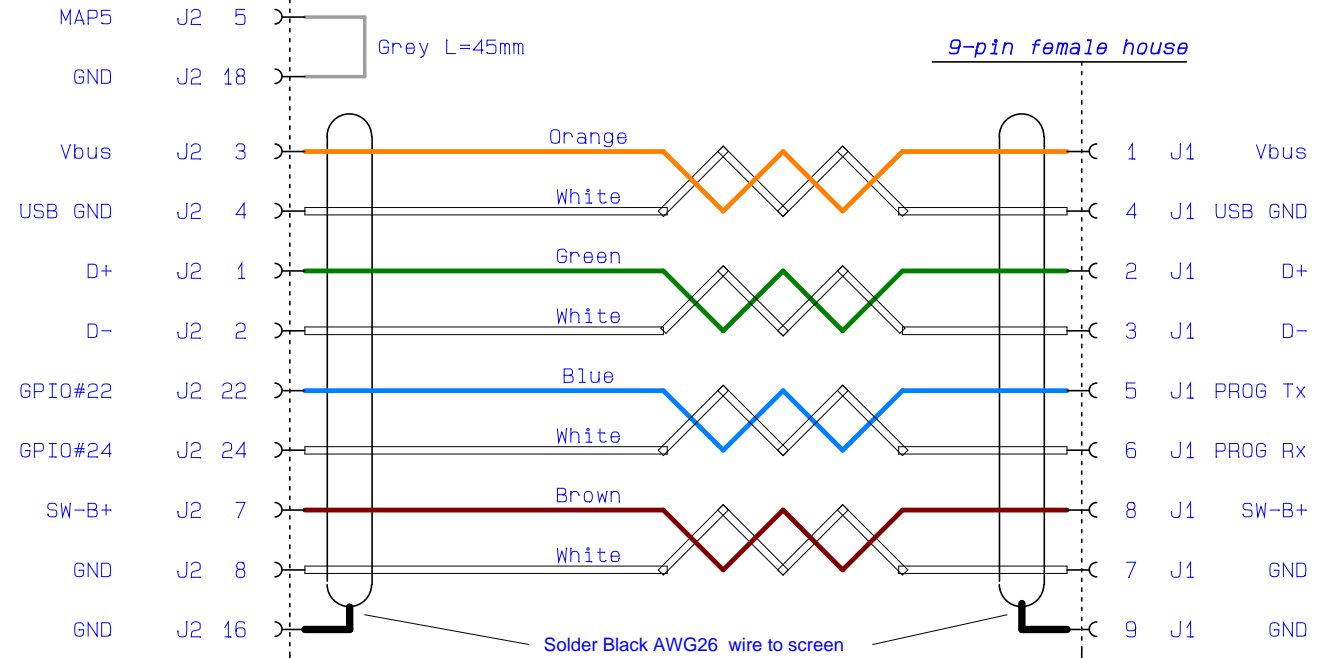 MAP5 J2 5
Grey L=45mm
9-pin female house
GND J2 18
Orange
Vbus J2 3 1 J1 Vbus
White
USB GND J2 4 4 J1 USB GND
Green
D+ J2 1 2 J1 D+
White
D- J2 2 3 J1 D-
Blue
GPIO#22 J2 22 5 J1 PROG Tx
White
GPIO#24 J2 24 6 J1 PROG Rx
Brown
SW-B+ J2 7 8 J1 SW-B+
White
GND J2 8 7 J1 GND
GND J2 16 9 J1 GND
Solder Black AWG26 wire to screen